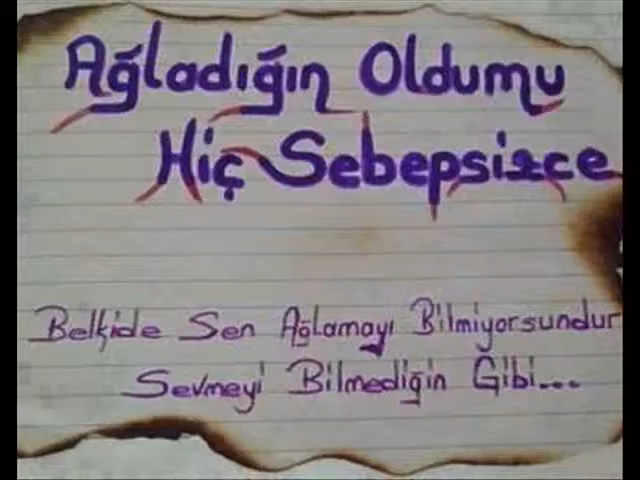 Ağladığın Oldumu
Hiç Sebepsizce
Belkide Sen Ağlamayı Bilmiyorsundur
Sevmeyi Bilmediğin Gibi...